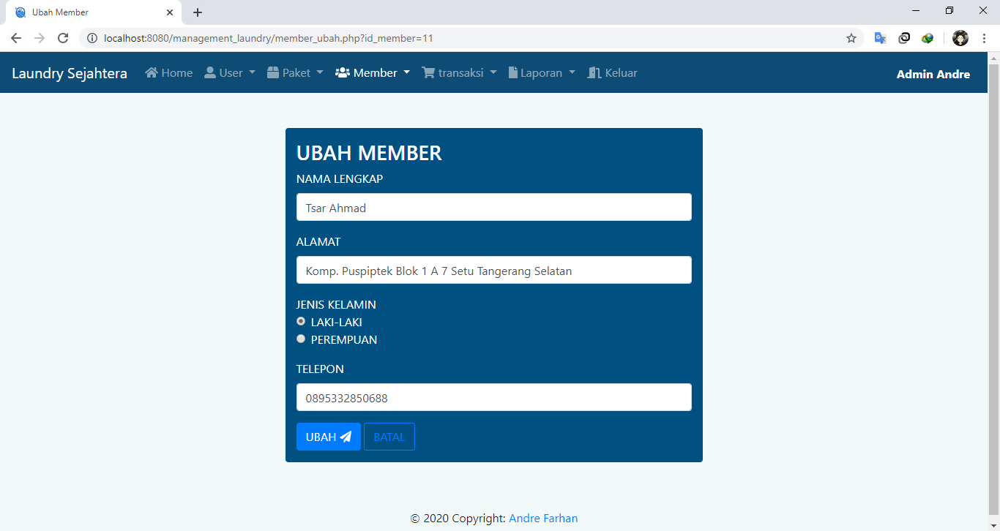 Ubah Member
localhost:8080/management_laundry/member_ubah.php?id_member=11
Laundry Sejahtera Home User Paket Member transaksi Laporan Keluar Admin Andre
UBAH MEMBER
NAMA LENGKAP
Tsar Ahmad
ALAMAT
Komp. Puspiptek Blok 1 A 7 Setu Tangerang Selatan
JENIS KELAMIN
LAKI-LAKI
PEREMPUAN
TELEPON
0895332850688
UBAH BATAL
© 2020 Copyright: Andre Farhan